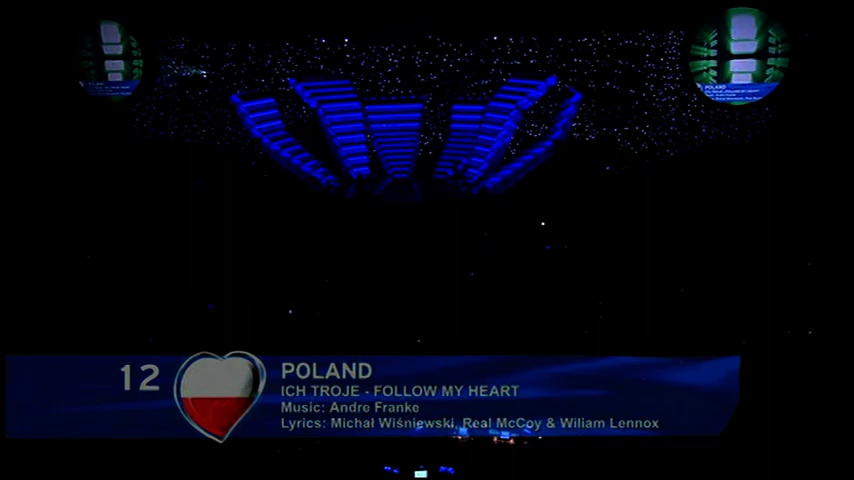 12
POLAND
ICH TROJE - FOLLOW MY HEART
Music: Andre Franke
Lyrics: Michał Wiśniewski, Real McCoy & Wiliam Lennox
POLAND